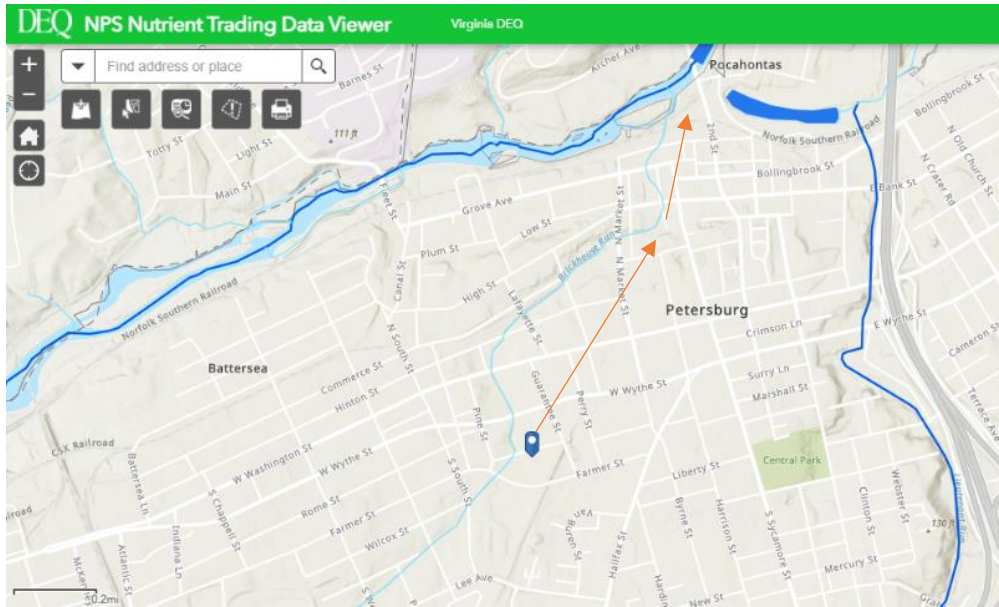 DEQ NPS Nutrient Trading Data Viewer
Virginia DEQ
+
Find address or place
−
Archer Ave
Pocahontas
Barnes St
111 ft
Totty St
Light St
2nd St
Norfolk Southern Railroad
Bollingbrook St
N Old Church St
Main St
Bollingbrook St
E Bank St
N Crater Rd
Fleet St
Grove Ave
N Market St
Low St
Plum St
Brickhouse Run
N Market St
Canal St
High St
Lafayette St
Norfolk Southern Railroad
Petersburg
Crimson Ln
E Wythe St
N South St
Cameron St
Battersea
Commerce St
Surry Ln
Hinton St
Guarantee St
W Wythe St
Marshall St
Perry St
Terrace Ave
Pine St
CSX Railroad
W Washington St
Central Park
W Wythe St
S South St
Farmer St
Liberty St
Battersea Ln
S Chappell St
Rome St
Webster St
Lieutenant Run
Farmer St
Van Buren St
Byrne St
Harrison St
Clinton St
Indiana Ln
Wilcox St
Halifax St
S Sycamore St
130 ft
Atlantic St
Mercury St
Lee Ave
New St
0.2mi